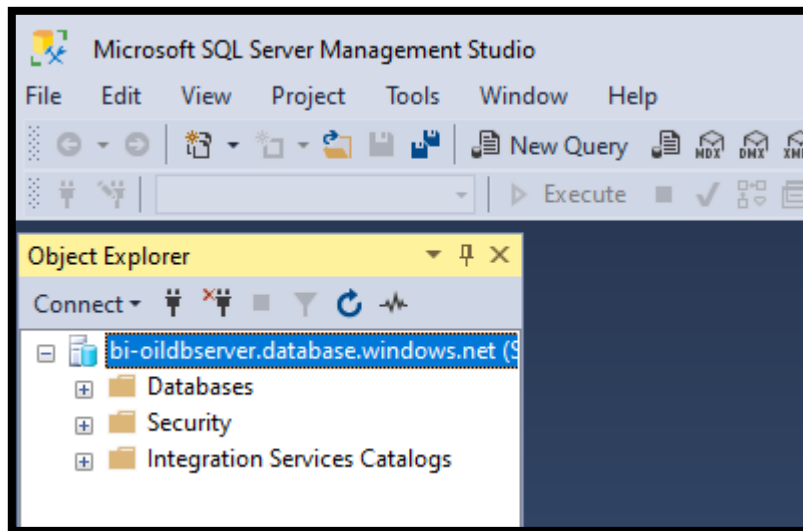 Microsoft SQL Server Management Studio
File Edit View Project Tools Window Help
New Query MDX DMX XM
Execute
Object Explorer
Connect
bi-oildbserver.database.windows.net (S
Databases
Security
Integration Services Catalogs